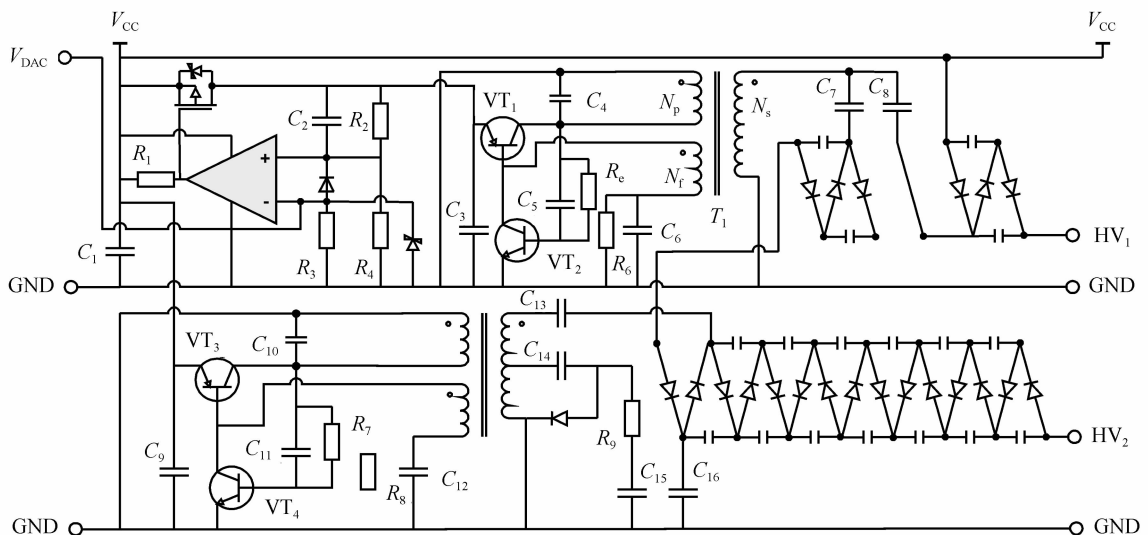 V_CC V_CC
V_DAC
VT_1 C_4 N_p N_s C_7 C_8
C_2 R_2
R_1 + R_e
- C_3 C_5 N_f
T_1
C_1 R_3 R_4 VT_2 R_6 C_6 HV_1
GND GND
C_13
VT_3 C_10 C_14
C_9 C_11 R_7 R_9
HV_2
VT_4 R_8 C_12 C_15 C_16
GND GND